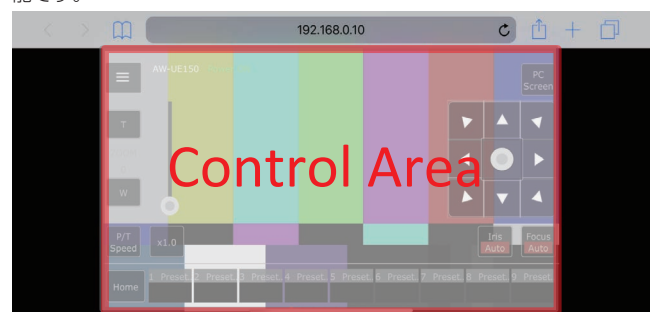 能です。
192.168.0.10
AW-UE150
PC
Screen
T
W
Control Area
P/T
Speed
x1.0
Iris
Auto
Focus
Auto
Home
1 Preset. 2 Preset. 3 Preset. 4 Preset. 5 Preset. 6 Preset. 7 Preset. 8 Preset. 9 Preset.